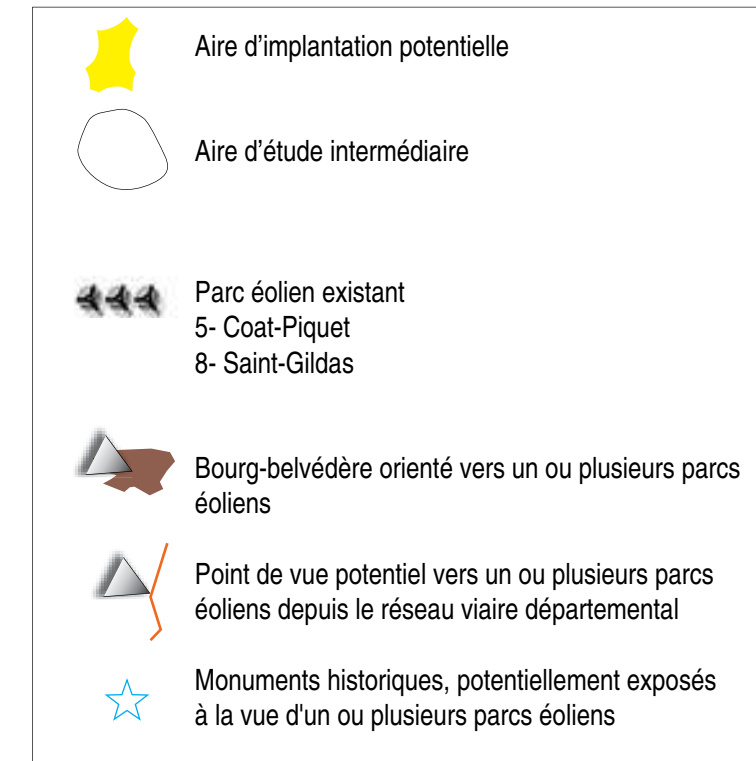 Aire d’implantation potentielle
Aire d’étude intermédiaire
Parc éolien existant
5- Coat-Piquet
8- Saint-Gildas
Bourg-belvédère orienté vers un ou plusieurs parcs
éoliens
Point de vue potentiel vers un ou plusieurs parcs
éoliens depuis le réseau viaire départemental
Monuments historiques, potentiellement exposés
à la vue d'un ou plusieurs parcs éoliens